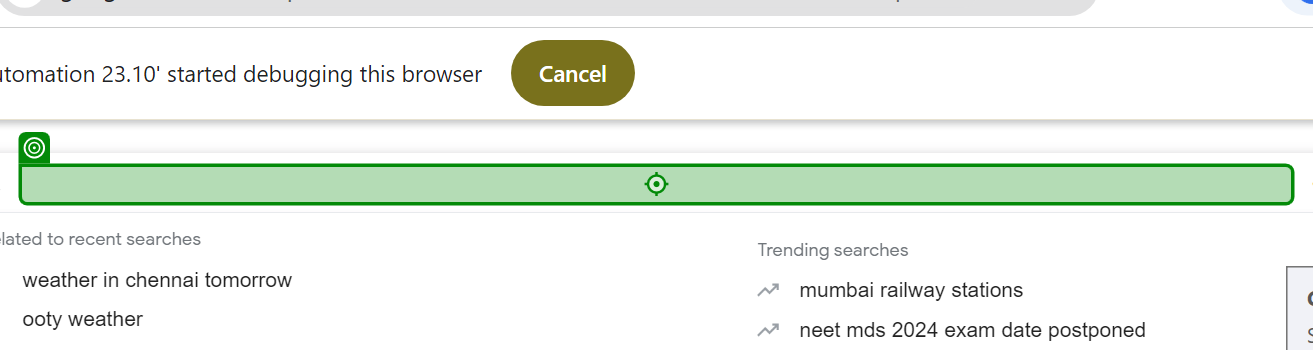 utomation 23.10' started debugging this browser
Cancel
elated to recent searches
weather in chennai tomorrow
ooty weather
Trending searches
mumbai railway stations
neet mds 2024 exam date postponed